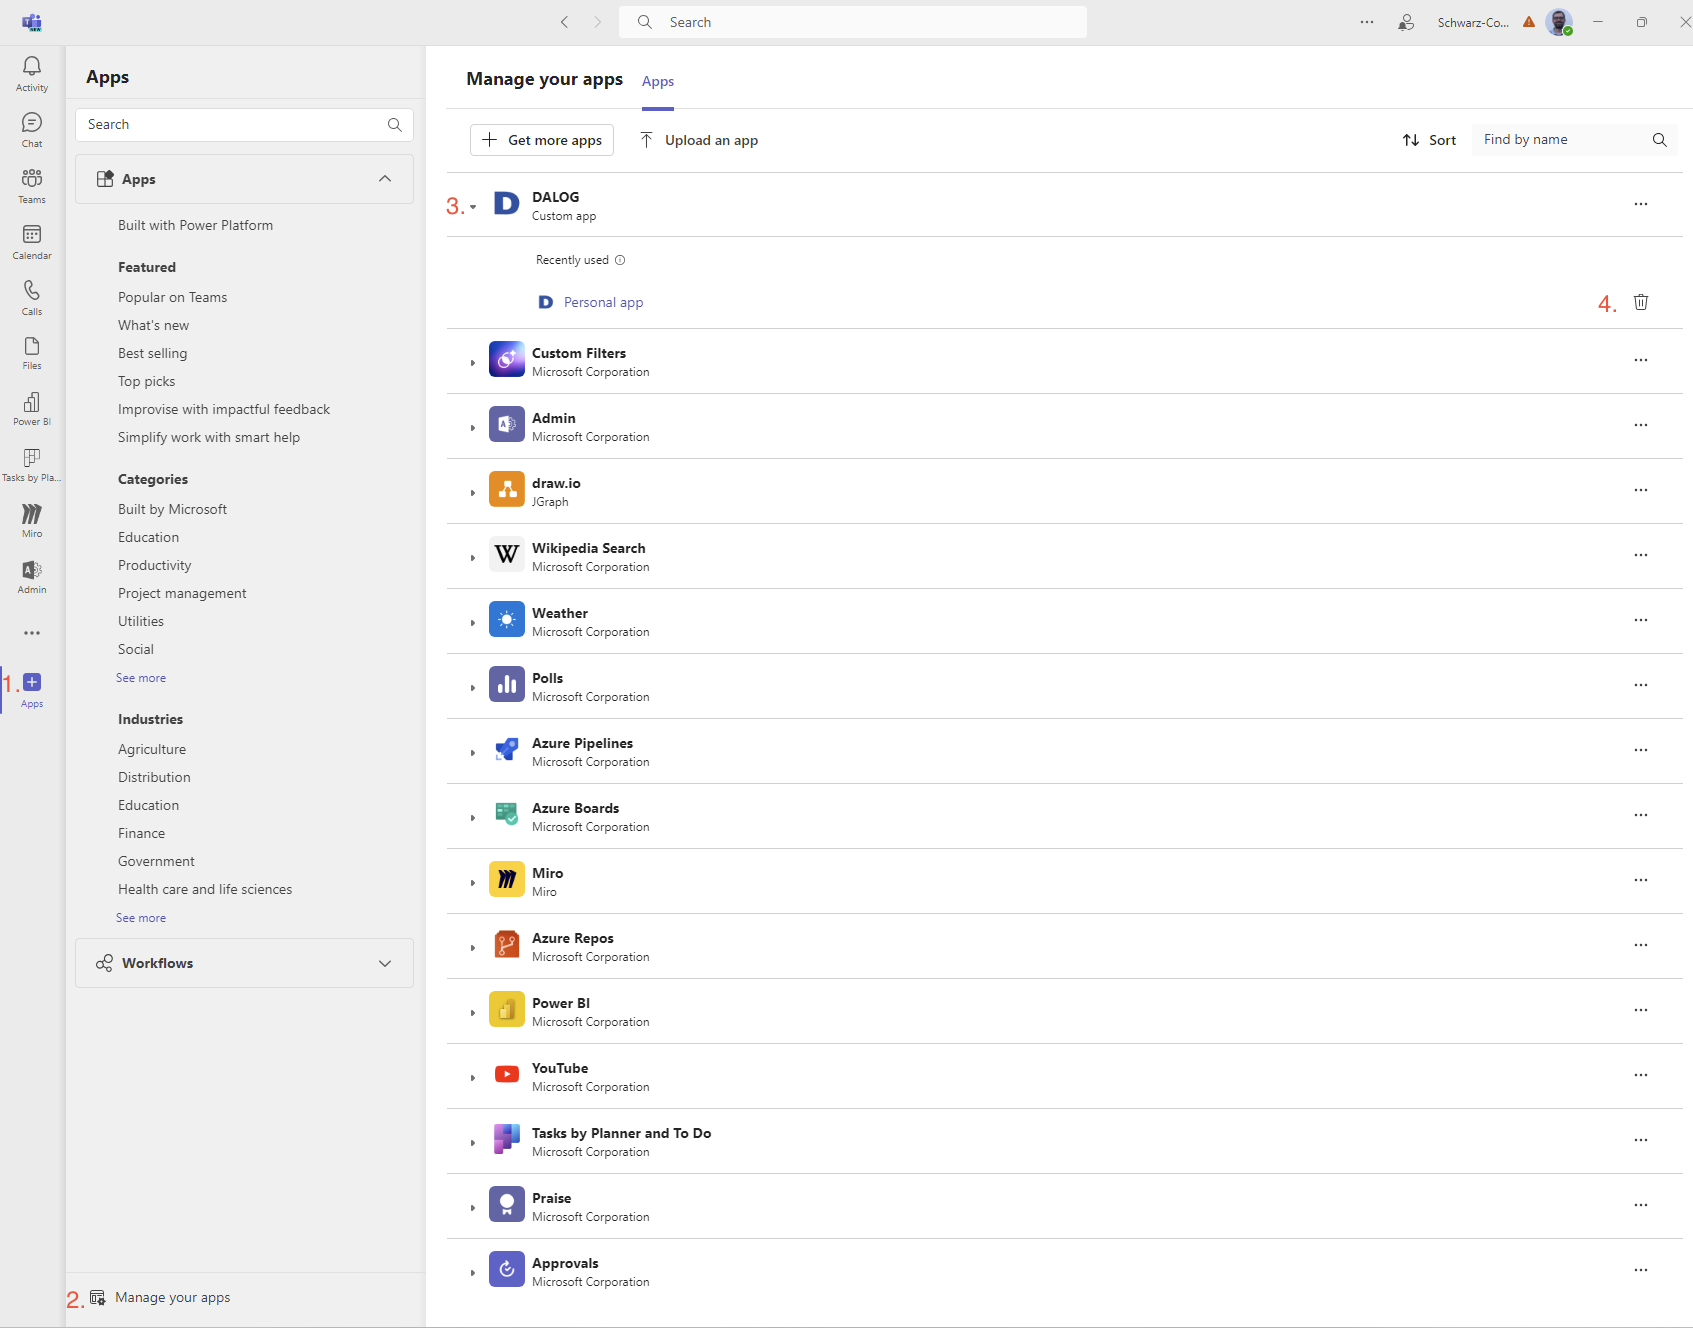 Search
Schwarz-Co...
Activity
Chat
Teams
Calendar
Calls
Files
Power BI
Tasks by Pla...
Miro
Admin
1.
Apps
Apps
Search
Apps
Built with Power Platform
Featured
Popular on Teams
What's new
Best selling
Top picks
Improvise with impactful feedback
Simplify work with smart help
Categories
Built by Microsoft
Education
Productivity
Project management
Utilities
Social
See more
Industries
Agriculture
Distribution
Education
Finance
Government
Health care and life sciences
See more
Workflows
2. Manage your apps
Manage your apps Apps
Get more apps Upload an app Sort Find by name
3. D DALOG
Custom app
Recently used
D Personal app 4.
Custom Filters
Microsoft Corporation
Admin
Microsoft Corporation
draw.io
JGraph
W Wikipedia Search
Microsoft Corporation
Weather
Microsoft Corporation
Polls
Microsoft Corporation
Azure Pipelines
Microsoft Corporation
Azure Boards
Microsoft Corporation
Miro
Miro
Azure Repos
Microsoft Corporation
Power BI
Microsoft Corporation
YouTube
Microsoft Corporation
Tasks by Planner and To Do
Microsoft Corporation
Praise
Microsoft Corporation
Approvals
Microsoft Corporation